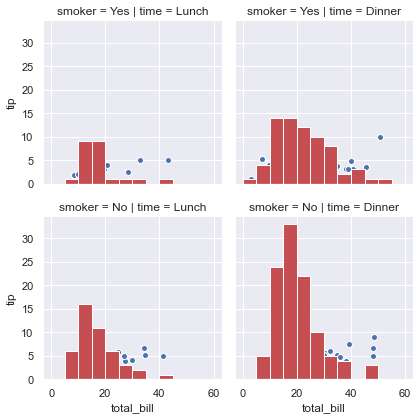 smoker = Yes | time = Lunch
smoker = Yes | time = Dinner
30
25
20
15
10
5
0
tip
smoker = No | time = Lunch
smoker = No | time = Dinner
30
25
20
15
10
5
0
tip
0 20 40 60
0 20 40 60
total_bill
total_bill